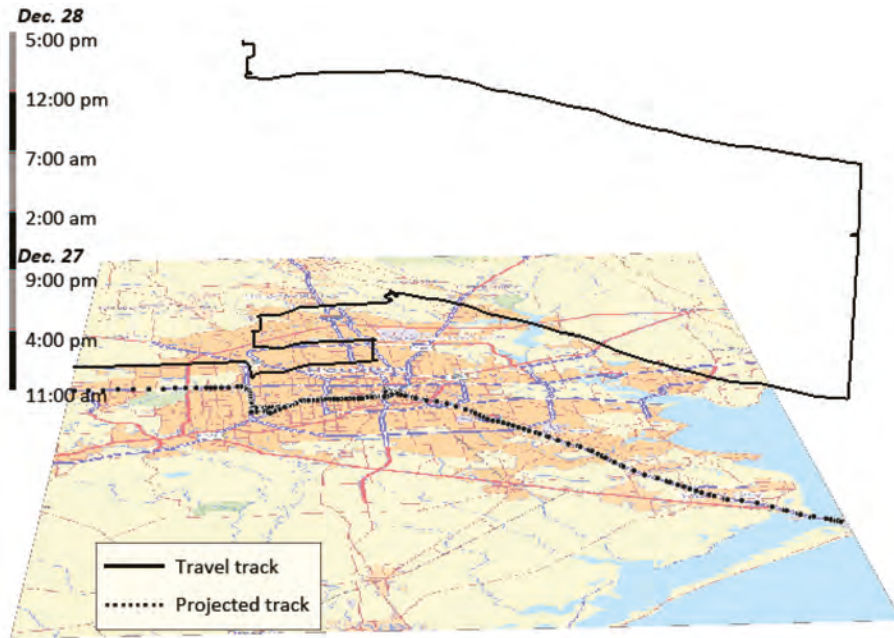 Dec. 28
5:00 pm
12:00 pm
7:00 am
2:00 am
Dec. 27
9:00 pm
4:00 pm
11:00 am
Travel track
Projected track